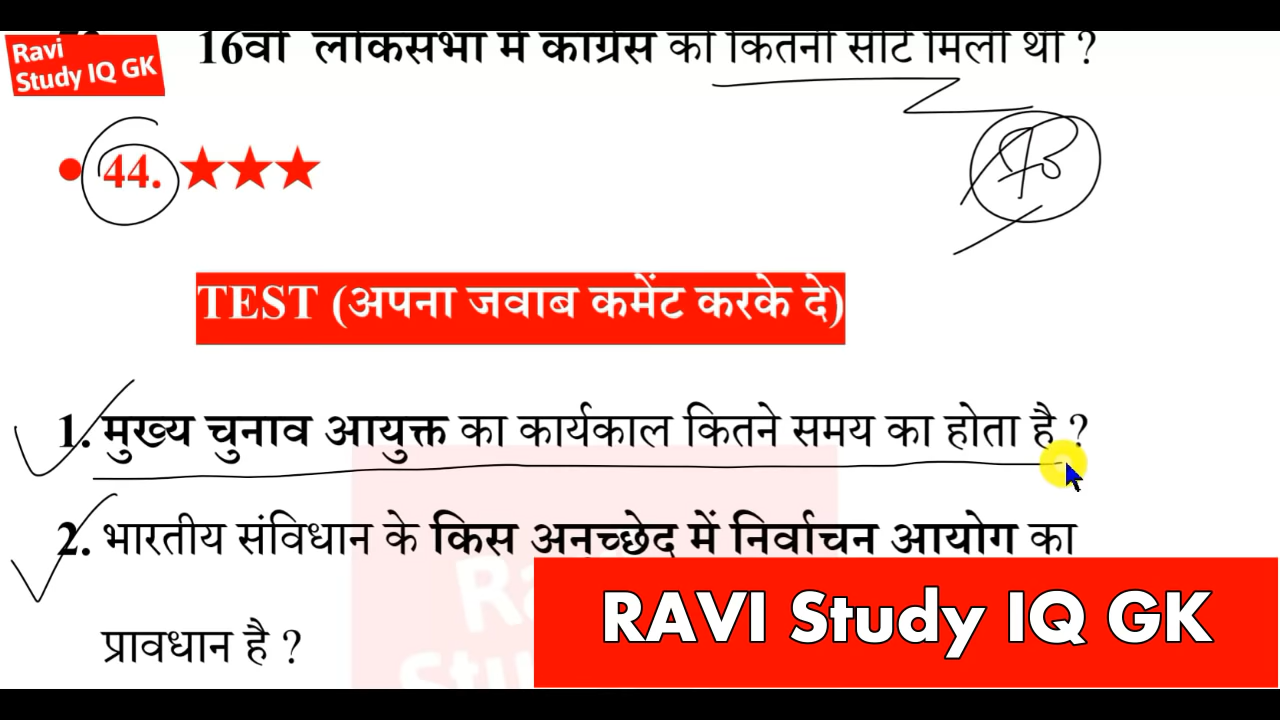 Ravi
Study IQ GK
16वी लोकसभा में कांग्रेस को कितनी सीटें मिली थी ?
• 44. ★★★
TEST (अपना जवाब कमेंट करके दे)
1. मुख्य चुनाव आयुक्त का कार्यकाल कितने समय का होता है ?
2. भारतीय संविधान के किस अनुच्छेद में निर्वाचन आयोग का
प्रावधान है ?
RAVI Study IQ GK